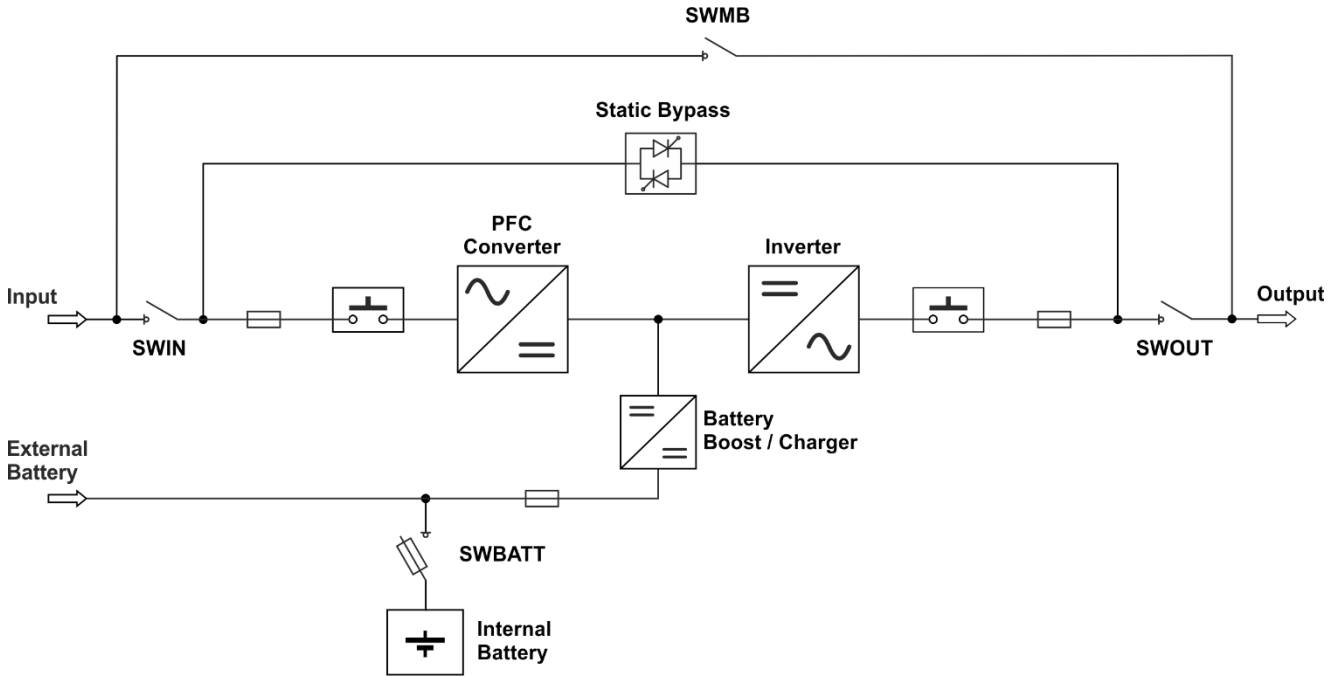 SWMB
Static Bypass
PFC
Converter
Inverter
Input
Output
SWIN
SWOUT
Battery
Boost / Charger
External
Battery
SWBATT
Internal
Battery